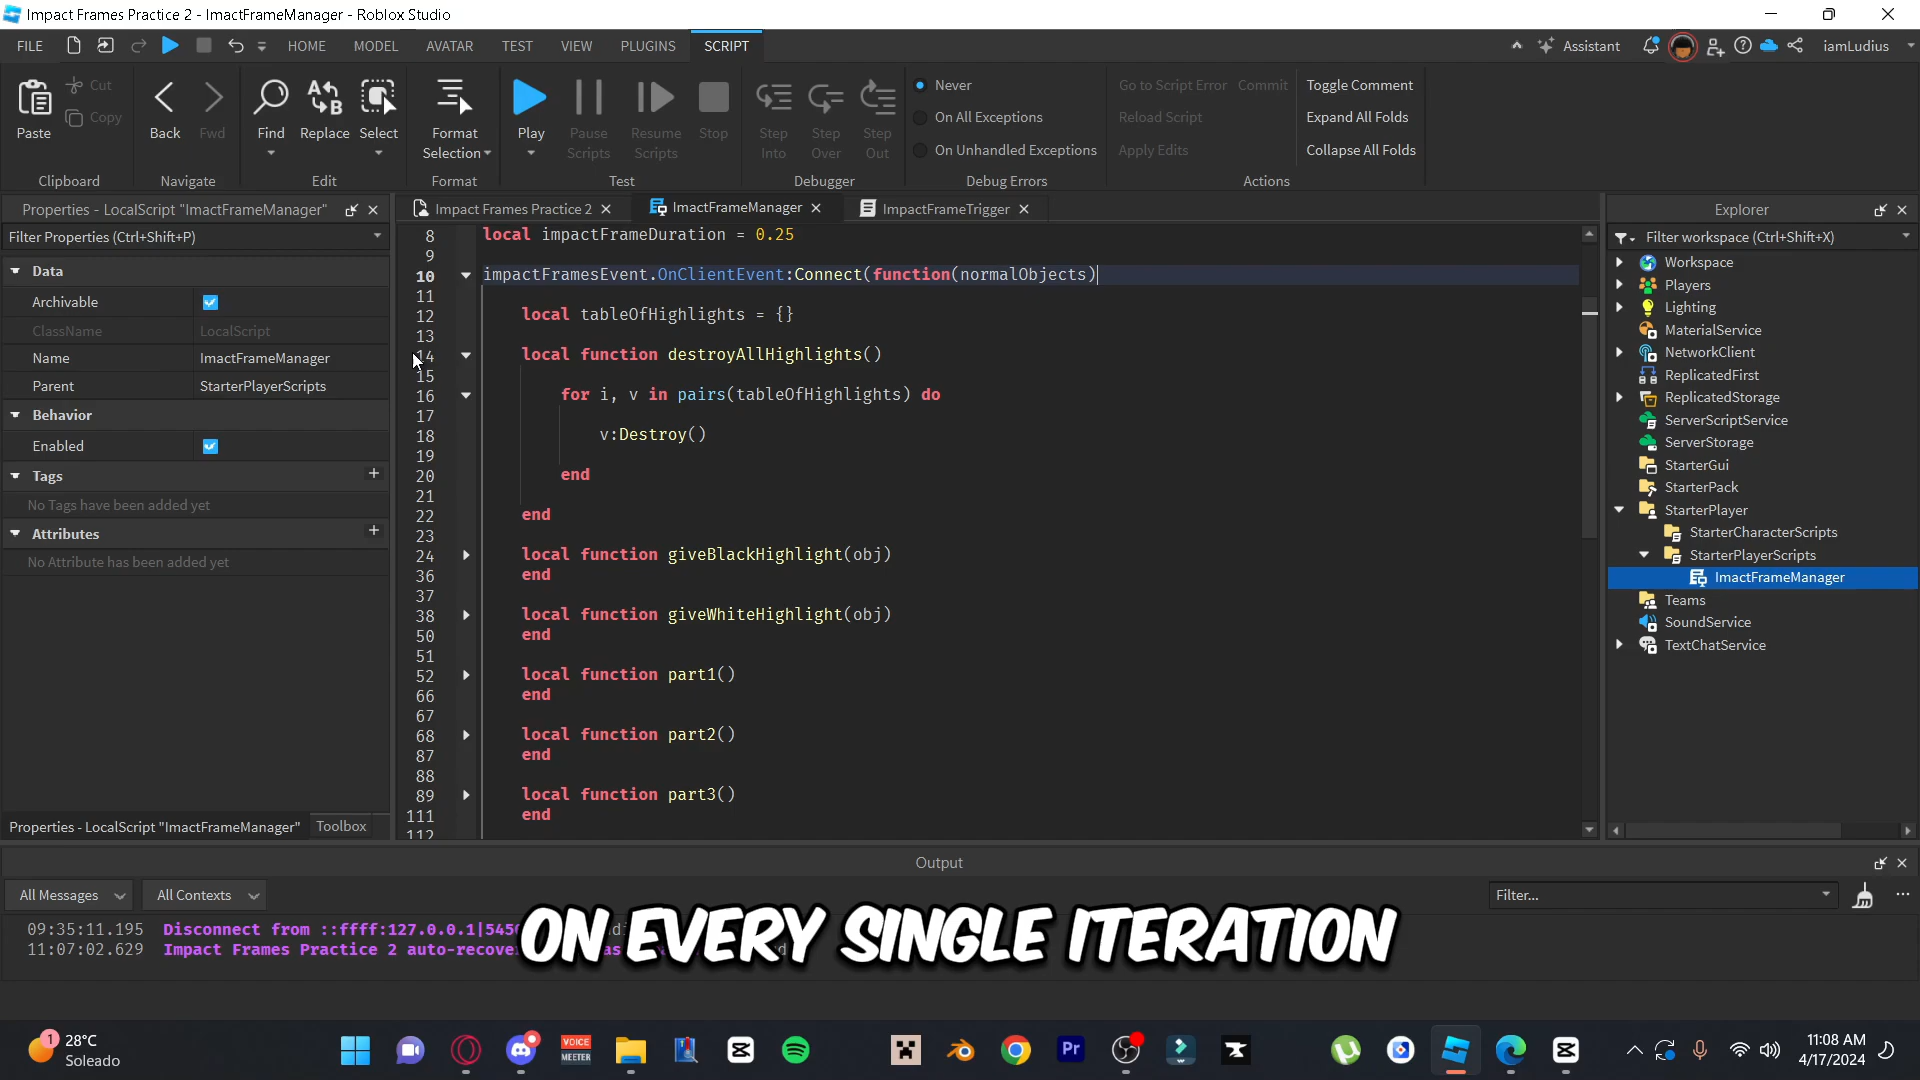 Impact Frames Practice 2 - ImactFrameManager - Roblox Studio
FILE HOME MODEL AVATAR TEST VIEW PLUGINS SCRIPT Assistant iamLudius
Paste Cut Copy Clipboard
Back Fwd Navigate
Find Replace Select Edit
Format Selection Format
Play Pause Scripts Resume Scripts Stop Test
Step Into Step Over Step Out Debugger
Never
On All Exceptions
On Unhandled Exceptions
Debug Errors
Go to Script Error Commit Toggle Comment
Reload Script Expand All Folds
Apply Edits Collapse All Folds
Actions
Properties - LocalScript "ImactFrameManager"
Filter Properties (Ctrl+Shift+P)
Data
Archivable
ClassName LocalScript
Name ImactFrameManager
Parent StarterPlayerScripts
Behavior
Enabled
Tags
No Tags have been added yet
Attributes
No Attribute has been added yet
Properties - LocalScript "ImactFrameManager" Toolbox
Impact Frames Practice 2 ImactFrameManager ImpactFrameTrigger
8 local impactFrameDuration = 0.25
9
10 impactFramesEvent.OnClientEvent:Connect(function(normalObjects)
11
12 local tableOfHighlights = {}
13
14 local function destroyAllHighlights()
15
16 for i, v in pairs(tableOfHighlights) do
17
18 v:Destroy()
19
20 end
21
22 end
23
24 local function giveBlackHighlight(obj)
36 end
37
38 local function giveWhiteHighlight(obj)
50 end
51
52 local function part1()
66 end
67
68 local function part2()
87 end
88
89 local function part3()
111 end
112
Explorer
Filter workspace (Ctrl+Shift+X)
Workspace
Players
Lighting
MaterialService
NetworkClient
ReplicatedFirst
ReplicatedStorage
ServerScriptService
ServerStorage
StarterGui
StarterPack
StarterPlayer
StarterCharacterScripts
StarterPlayerScripts
ImactFrameManager
Teams
SoundService
TextChatService
Output
All Messages All Contexts Filter...
09:35:11.195 Disconnect from ::ffff:127.0.0.1|
11:07:02.629 Impact Frames Practice 2
ON EVERY SINGLE ITERATION
28°C
Soleado
1
VOICE MEETER
Pr
11:08 AM
4/17/2024